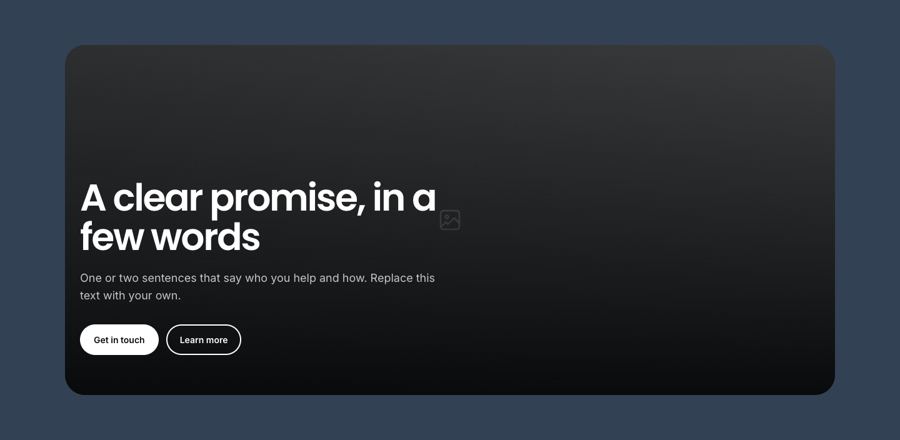 A clear promise, in a
few words
One or two sentences that say who you help and how. Replace this
text with your own.
Get in touch
Learn more